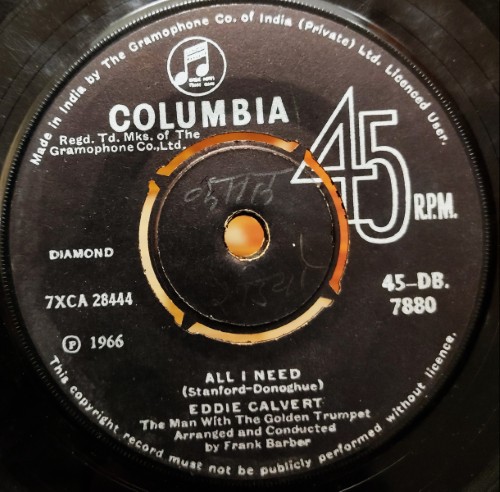 Made in India by The Gramophone Co. of India (Private) Ltd. Licenced User.
COLUMBIA
Regd. Td. Mks. of The
Gramophone Co., Ltd.
45 R.P.M.
DIAMOND
7XCA 28444
45-DB.
7880
Ⓟ 1966
ALL I NEED
(Stanford-Donoghue)
EDDIE CALVERT
The Man With The Golden Trumpet
Arranged and Conducted
by Frank Barber
This copyright record must not be publicly performed without licence.